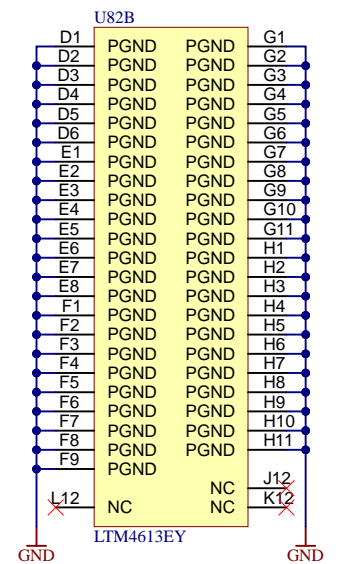 U82B
D1 PGND PGND G1
D2 PGND PGND G2
D3 PGND PGND G3
D4 PGND PGND G4
D5 PGND PGND G5
D6 PGND PGND G6
E1 PGND PGND G7
E2 PGND PGND G8
E3 PGND PGND G9
E4 PGND PGND G10
E5 PGND PGND G11
E6 PGND PGND H1
E7 PGND PGND H2
E8 PGND PGND H3
F1 PGND PGND H4
F2 PGND PGND H5
F3 PGND PGND H6
F4 PGND PGND H7
F5 PGND PGND H8
F6 PGND PGND H9
F7 PGND PGND H10
F8 PGND PGND H11
F9 PGND
NC J12
L12 NC NC K12
LTM4613EY
GND GND